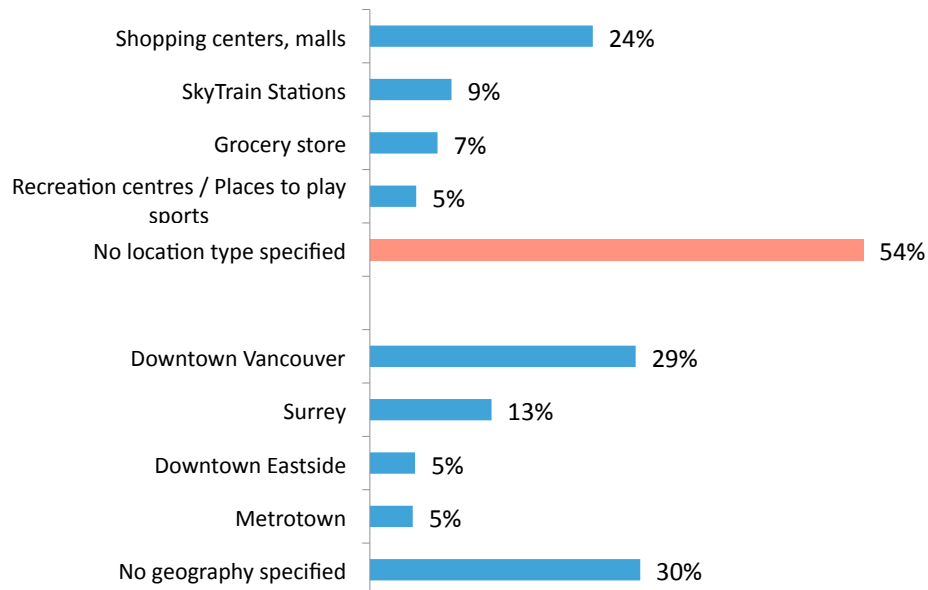 Shopping centers, malls 24%
SkyTrain Stations 9%
Grocery store 7%
Recreation centres / Places to play
sports 5%
No location type specified 54%
Downtown Vancouver 29%
Surrey 13%
Downtown Eastside 5%
Metrotown 5%
No geography specified 30%